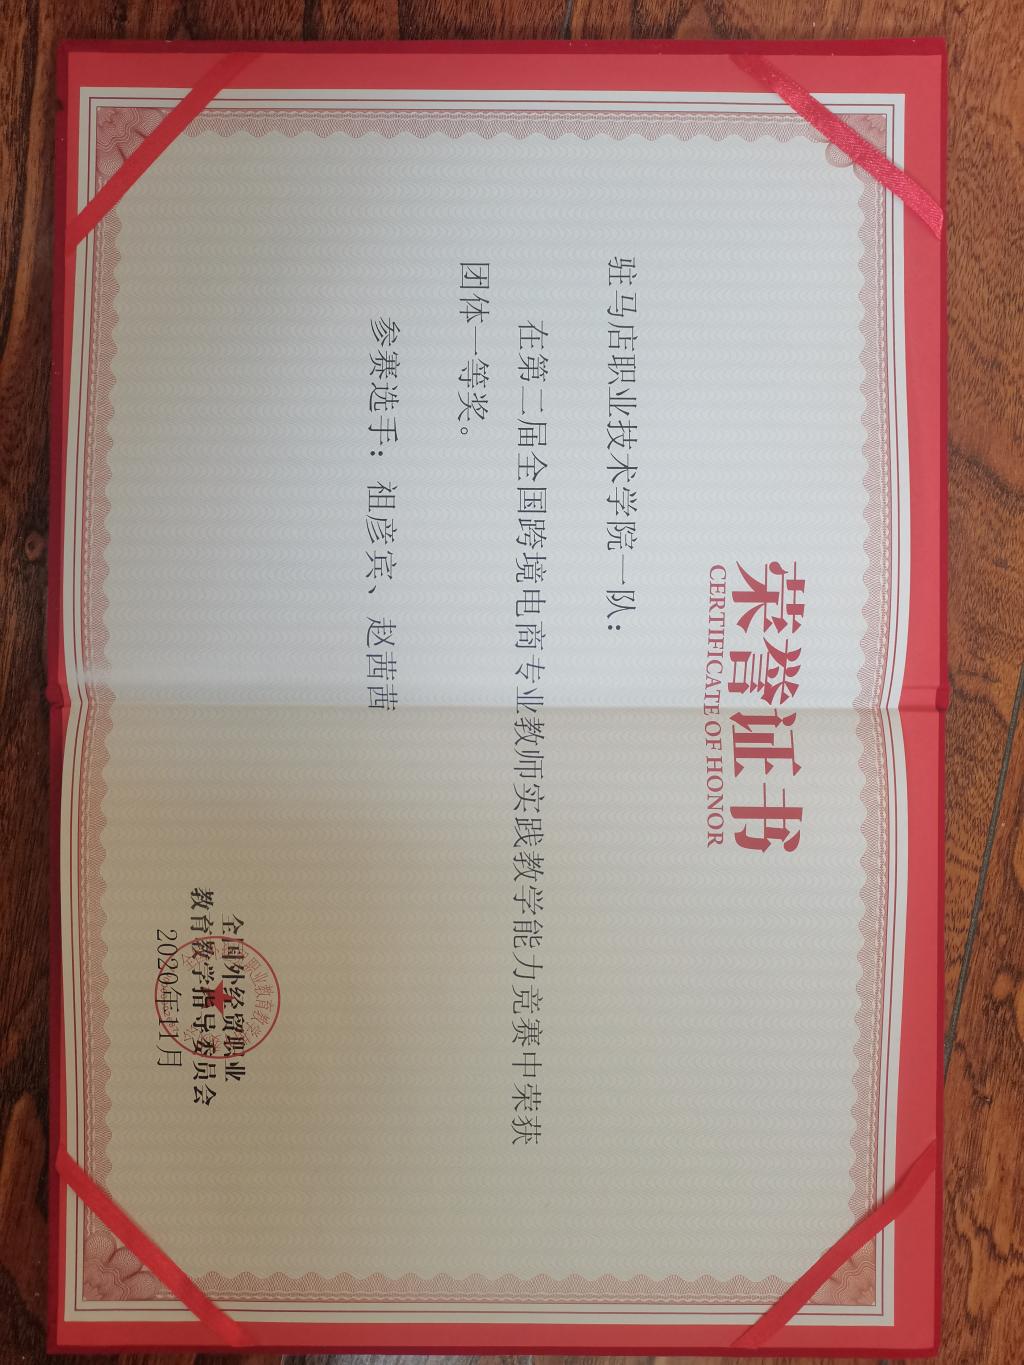 荣誉证书
CERTIFICATE OF HONOR
驻马店职业技术学院一队：
在第二届全国跨境电商专业教师实践教学能力竞赛中荣获
团体一等奖。
参赛选手：祖彦宾、赵茜茜
全国外经贸职业
教育教学指导委员会
2020年11月